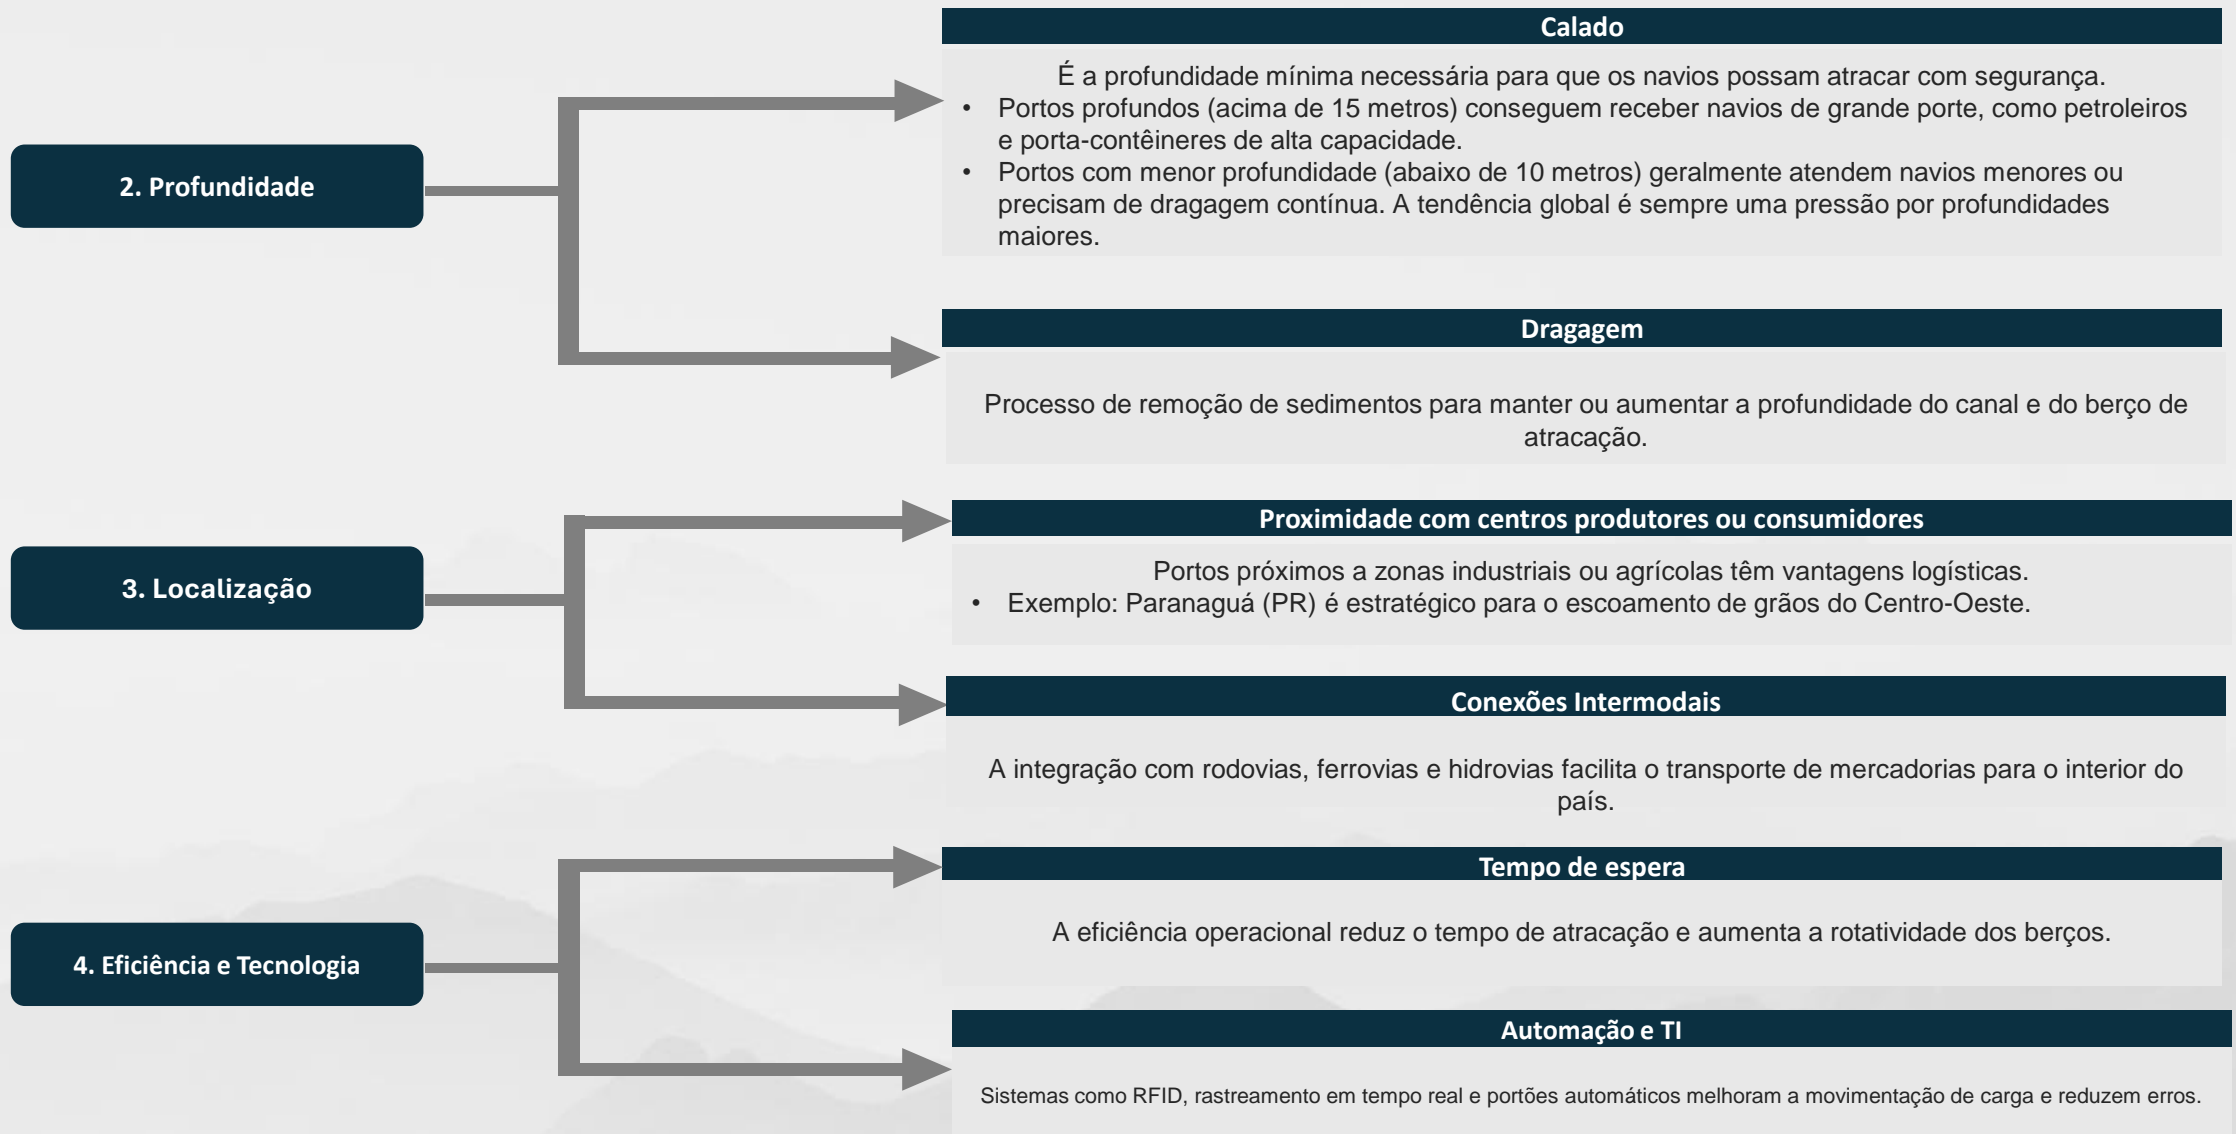 2. Profundidade
Calado
É a profundidade mínima necessária para que os navios possam atracar com segurança.
• Portos profundos (acima de 15 metros) conseguem receber navios de grande porte, como petroleiros
e porta-contêineres de alta capacidade.
• Portos com menor profundidade (abaixo de 10 metros) geralmente atendem navios menores ou
precisam de dragagem contínua. A tendência global é sempre uma pressão por profundidades
maiores.
Dragagem
Processo de remoção de sedimentos para manter ou aumentar a profundidade do canal e do berço de
atracação.
3. Localização
Proximidade com centros produtores ou consumidores
Portos próximos a zonas industriais ou agrícolas têm vantagens logísticas.
• Exemplo: Paranaguá (PR) é estratégico para o escoamento de grãos do Centro-Oeste.
Conexões Intermodais
A integração com rodovias, ferrovias e hidrovias facilita o transporte de mercadorias para o interior do
país.
4. Eficiência e Tecnologia
Tempo de espera
A eficiência operacional reduz o tempo de atracação e aumenta a rotatividade dos berços.
Automação e TI
Sistemas como RFID, rastreamento em tempo real e portões automáticos melhoram a movimentação de carga e reduzem erros.